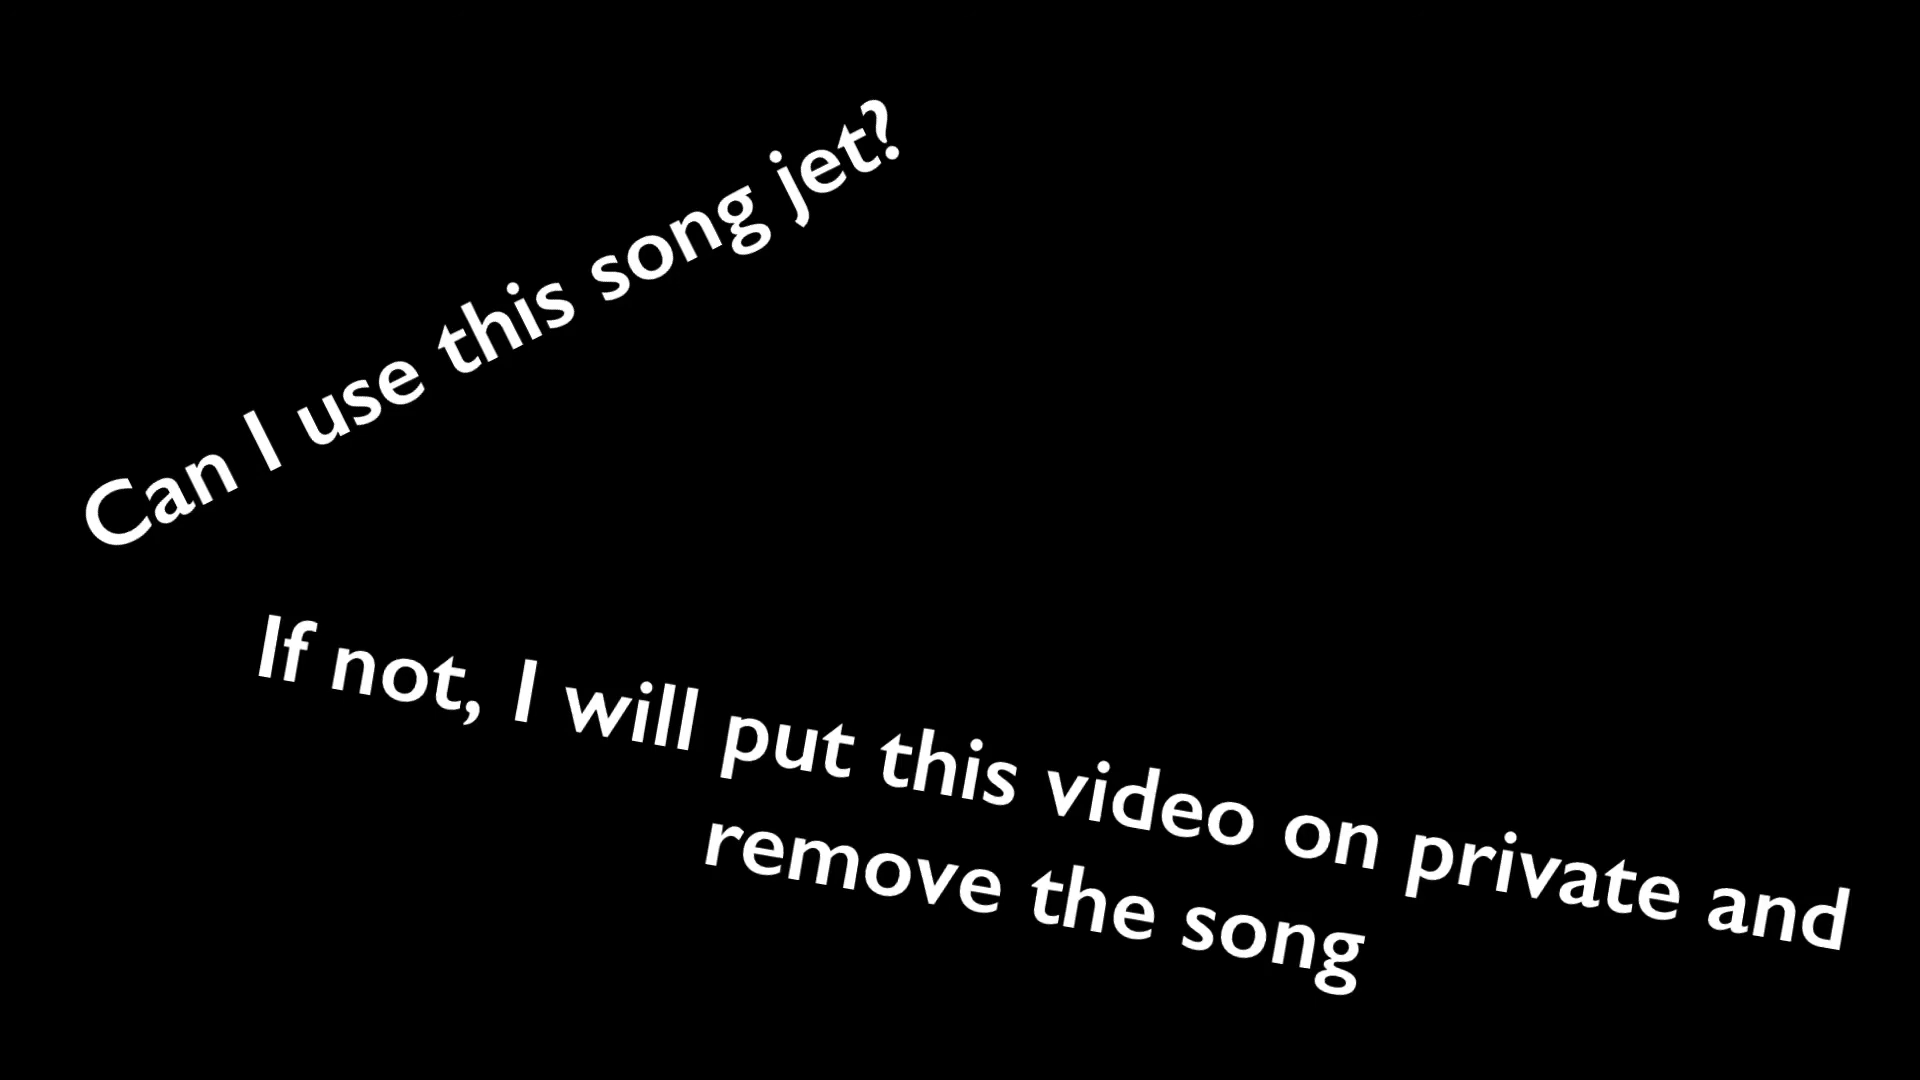 Can I use this song jet?
If not, I will put this video on private and
remove the song